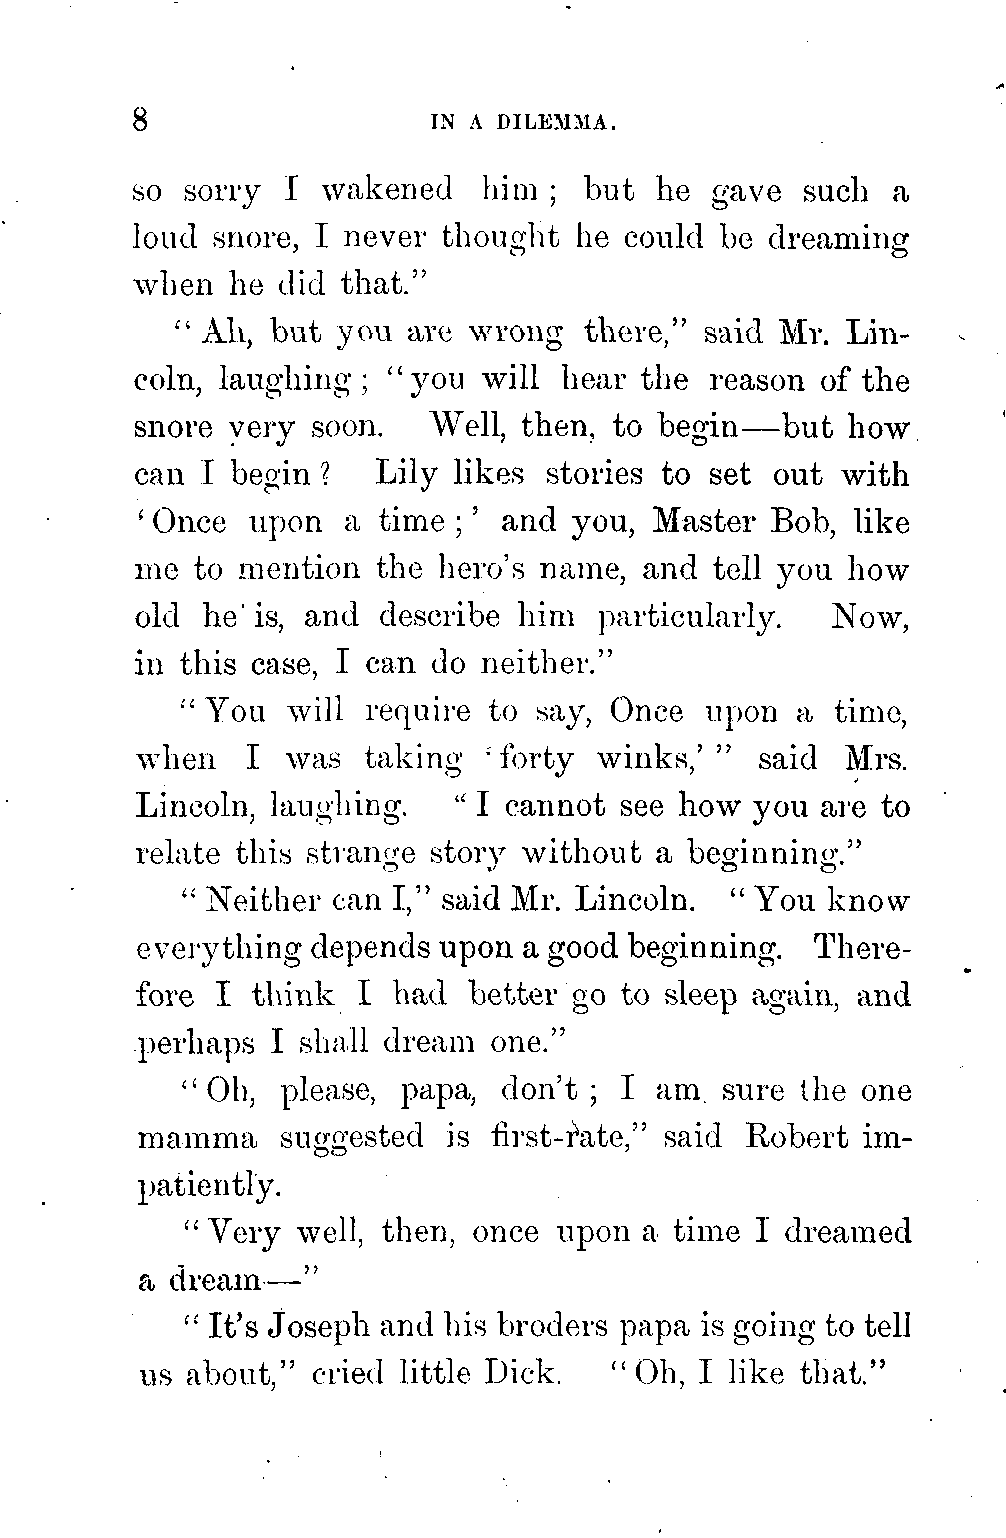 8 IN A DILEMMA.
so sorry I wakened him ; but he gave such a
loud snore, I never thought he could be dreaming
when he did that.”
“ Ah, but you are wrong there,” said Mr. Lin-
coln, laughing ; “you will hear the reason of the
snore very soon. Well, then, to begin—but how
can I begin ? Lily likes stories to set out with
‘Once upon a time ;’ and you, Master Bob, like
me to mention the hero’s name, and tell you how
old he is, and describe him particularly. Now,
in this case, I can do neither.”
“ You will require to say, Once upon a time,
when I was taking ‘forty winks,’ ” said Mrs.
Lincoln, laughing. “ I cannot see how you are to
relate this strange story without a beginning.”
“ Neither can I,” said Mr. Lincoln. “ You know
everything depends upon a good beginning. There-
fore I think I had better go to sleep again, and
perhaps I shall dream one.”
“ Oh, please, papa, don’t ; I am sure the one
mamma suggested is first-rate,” said Robert im-
patiently.
“ Very well, then, once upon a time I dreamed
a dream—”
“ It’s Joseph and his broders papa is going to tell
us about,” cried little Dick. “ Oh, I like that.”